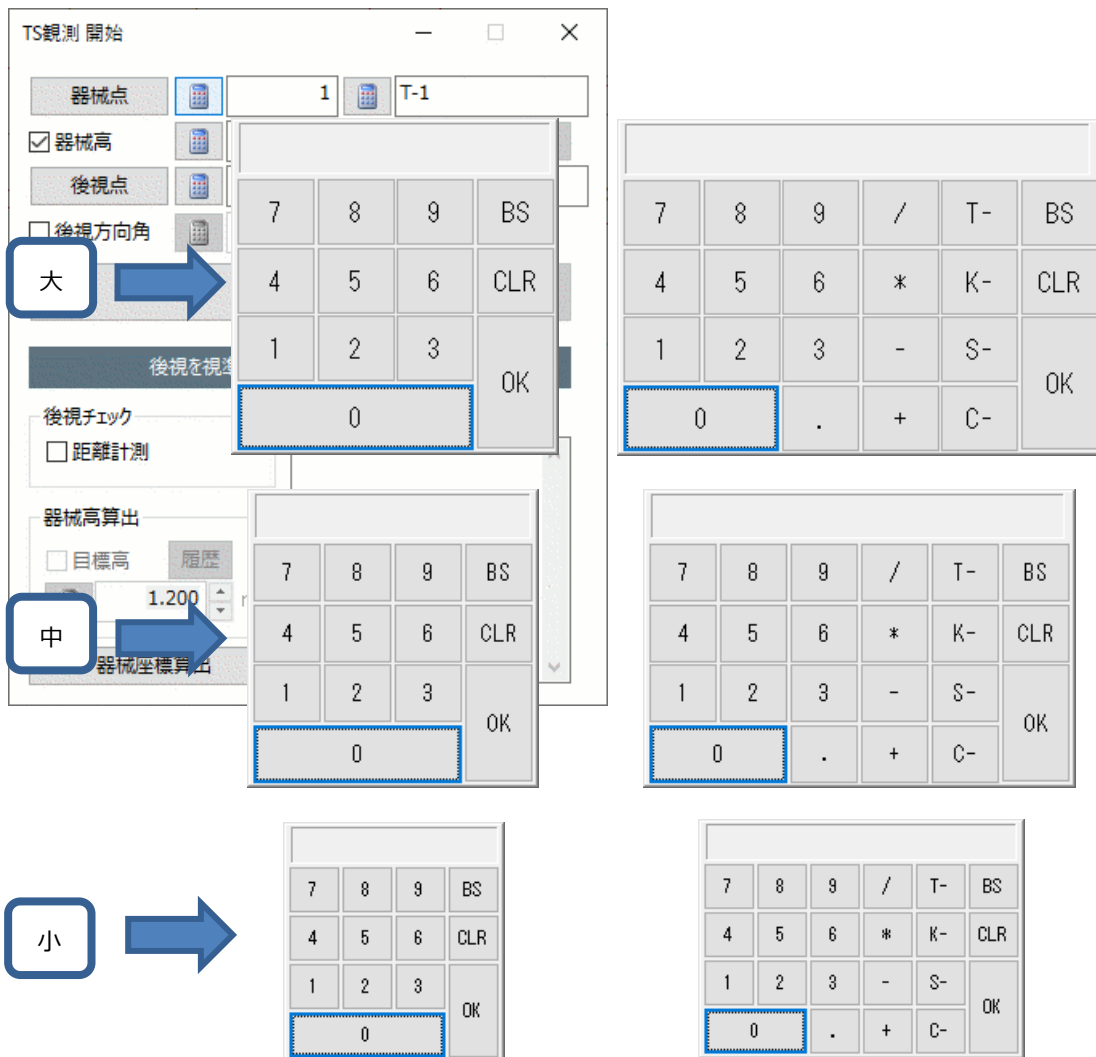 TS観測 開始
器械点
1
T-1
器械高
後視点
後視方向角
大
7 8 9 BS
4 5 6 CLR
1 2 3
OK
0
7 8 9 / T- BS
4 5 6 * K- CLR
1 2 3 - S-
OK
0 . + C-
後視を視準
後視チェック
距離計測
器械高算出
目標高
履歴
1.200
器械座標算出
中
7 8 9 BS
4 5 6 CLR
1 2 3
OK
0
7 8 9 / T- BS
4 5 6 * K- CLR
1 2 3 - S-
OK
0 . + C-
小
7 8 9 BS
4 5 6 CLR
1 2 3
OK
0
7 8 9 / T- BS
4 5 6 * K- CLR
1 2 3 - S-
OK
0 . + C-